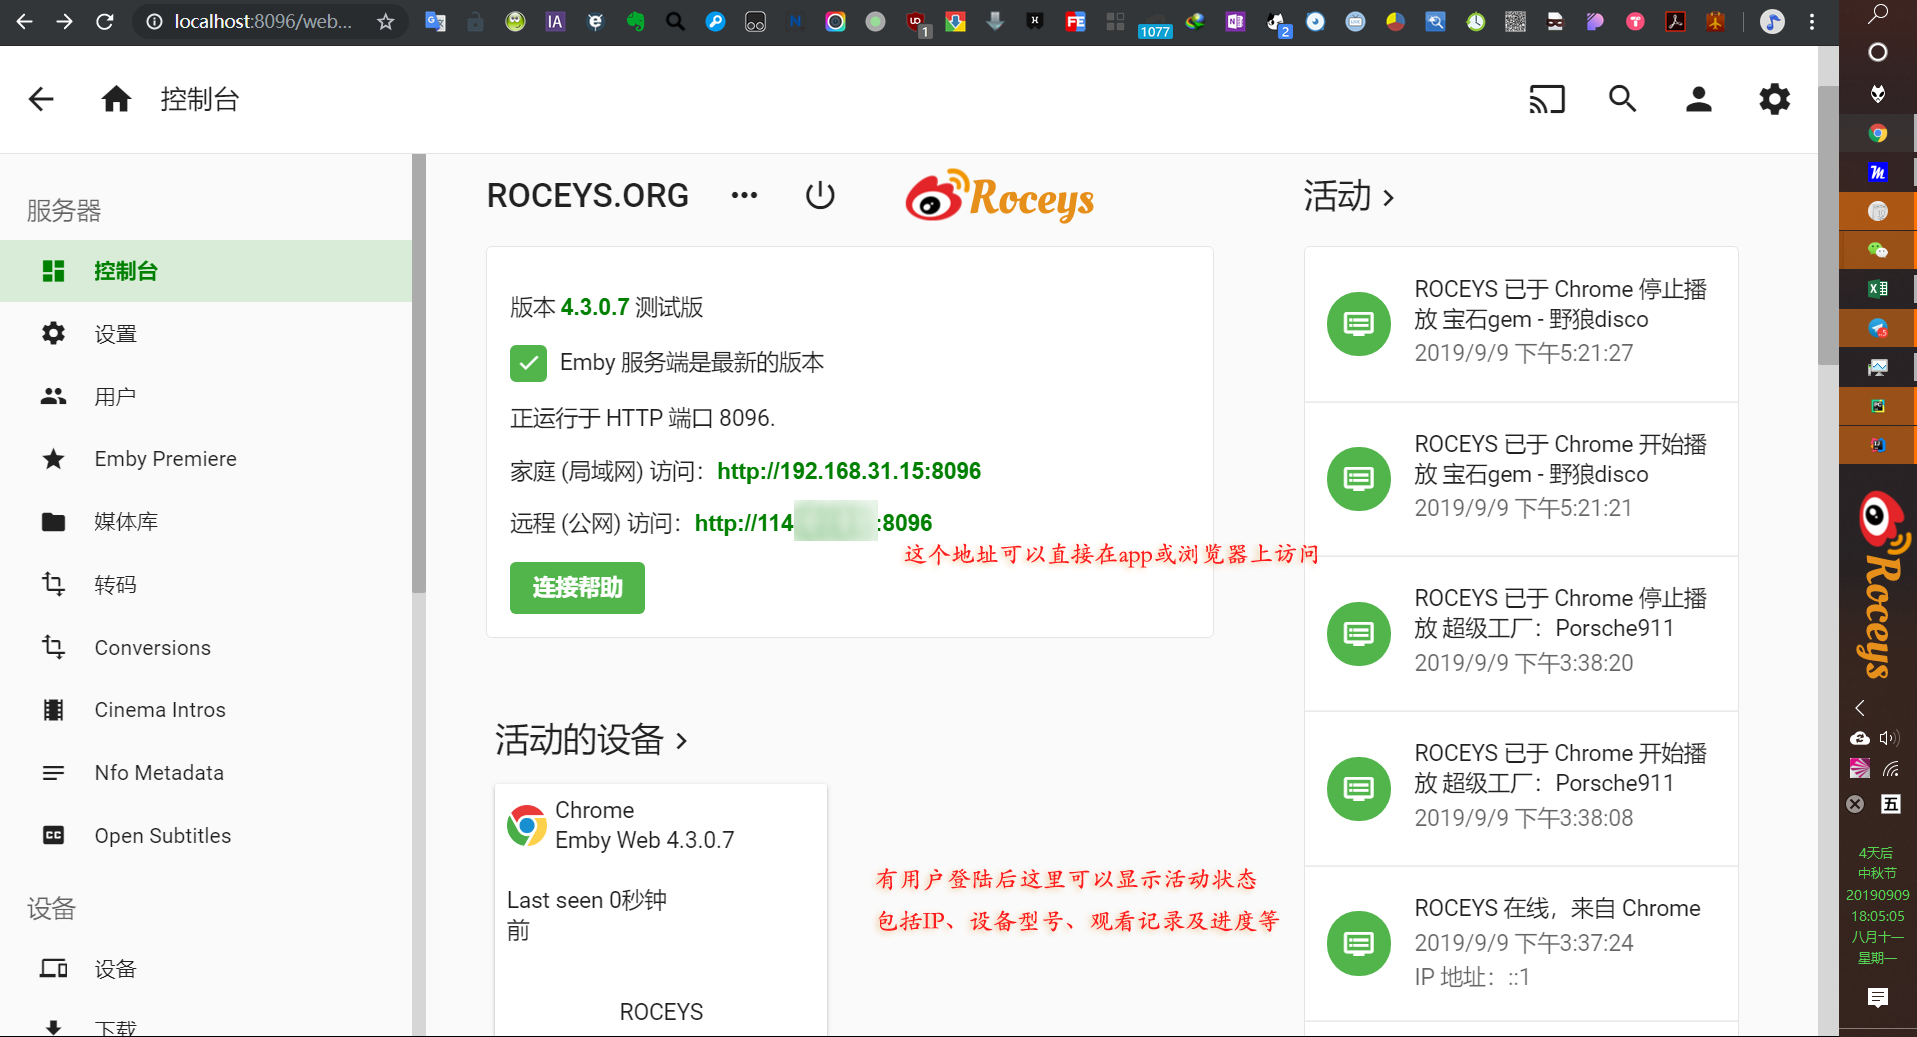 localhost:8096/web...
1
1077
2
控制台
服务器
控制台
设置
用户
Emby Premiere
媒体库
转码
Conversions
Cinema Intros
Nfo Metadata
Open Subtitles
设备
设备
下载
ROCEYS.ORG
Roceys
版本 4.3.0.7 测试版
Emby 服务端是最新的版本
正运行于 HTTP 端口 8096.
家庭 (局域网) 访问：http://192.168.31.15:8096
远程 (公网) 访问：http://114 :8096
这个地址可以直接在app或浏览器上访问
连接帮助
活动的设备
Chrome
Emby Web 4.3.0.7
Last seen 0秒钟
前
ROCEYS
有用户登陆后这里可以显示活动状态
包括IP、设备型号、观看记录及进度等
活动
ROCEYS 已于 Chrome 停止播
放 宝石gem - 野狼disco
2019/9/9 下午5:21:27
ROCEYS 已于 Chrome 开始播
放 宝石gem - 野狼disco
2019/9/9 下午5:21:21
ROCEYS 已于 Chrome 停止播
放 超级工厂：Porsche911
2019/9/9 下午3:38:20
ROCEYS 已于 Chrome 开始播
放 超级工厂：Porsche911
2019/9/9 下午3:38:08
ROCEYS 在线，来自 Chrome
2019/9/9 下午3:37:24
IP 地址：::1
Roceys
五
4天后
中秋节
20190909
18:05:05
八月十一
星期一